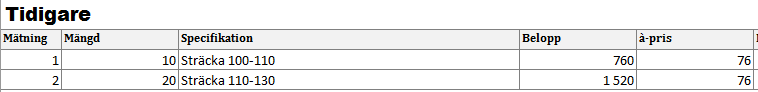 Tidigare
Mätning Mängd Specifikation Belopp à-pris
1 10 Sträcka 100-110 760 76
2 20 Sträcka 110-130 1 520 76